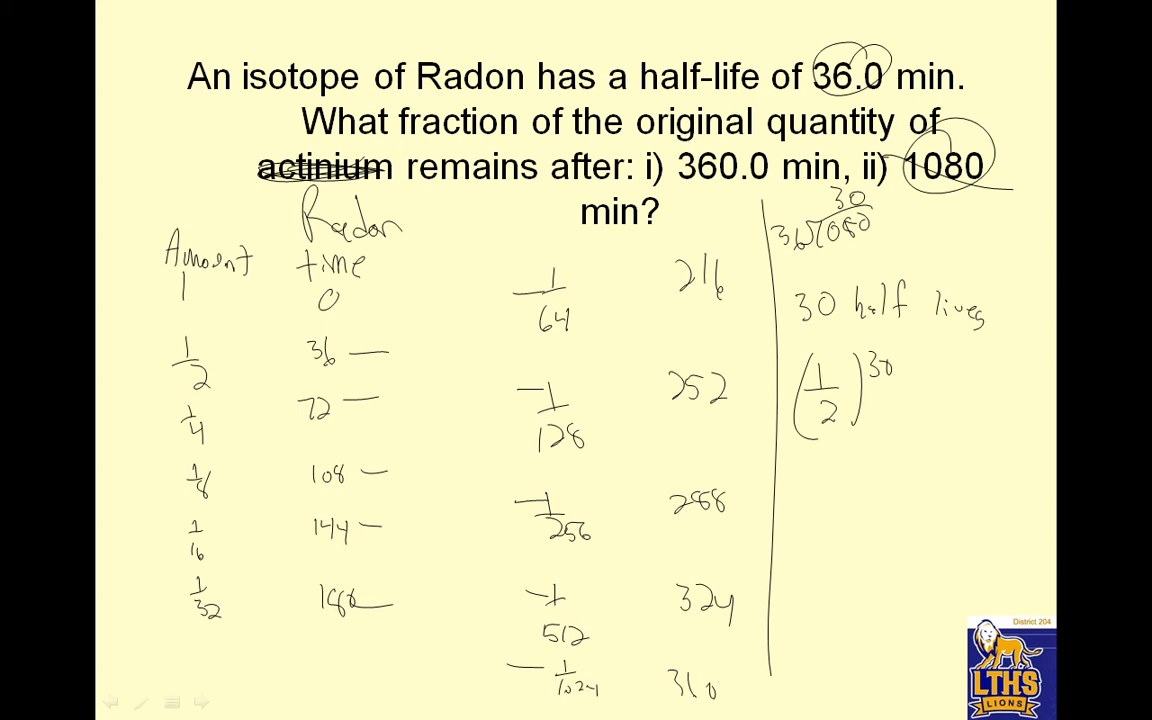 An isotope of Radon has a half-life of 36.0 min.
What fraction of the original quantity of
actinium remains after: i) 360.0 min, ii) 1080
min?
Radon
Amount time
1 0
1/2 36
1/4 72
1/8 108
1/16 144
1/32 180
1/64 216
1/128 252
1/256 288
1/512 324
1/1024 360
30
36 1080
30 half lives
(1/2)^30
District 204
LTHS
LIONS